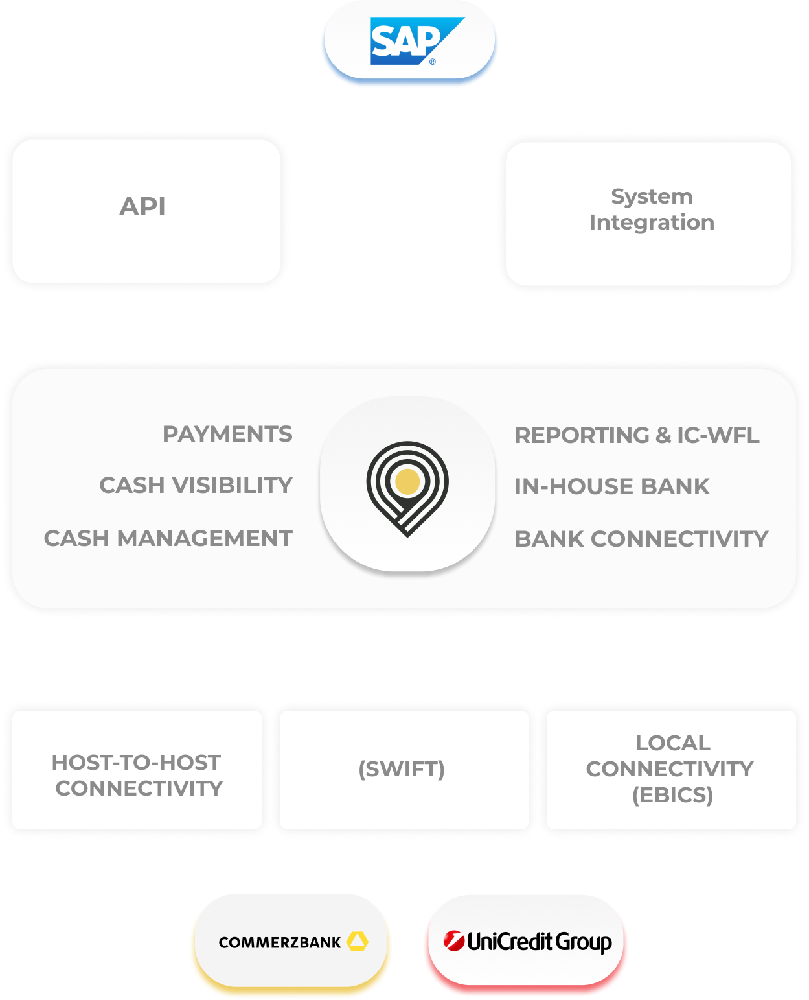 SAP
®
API
System
Integration
PAYMENTS
CASH VISIBILITY
CASH MANAGEMENT
REPORTING & IC-WFL
IN-HOUSE BANK
BANK CONNECTIVITY
HOST-TO-HOST
CONNECTIVITY
(SWIFT)
LOCAL
CONNECTIVITY
(EBICS)
COMMERZBANK
UniCredit Group